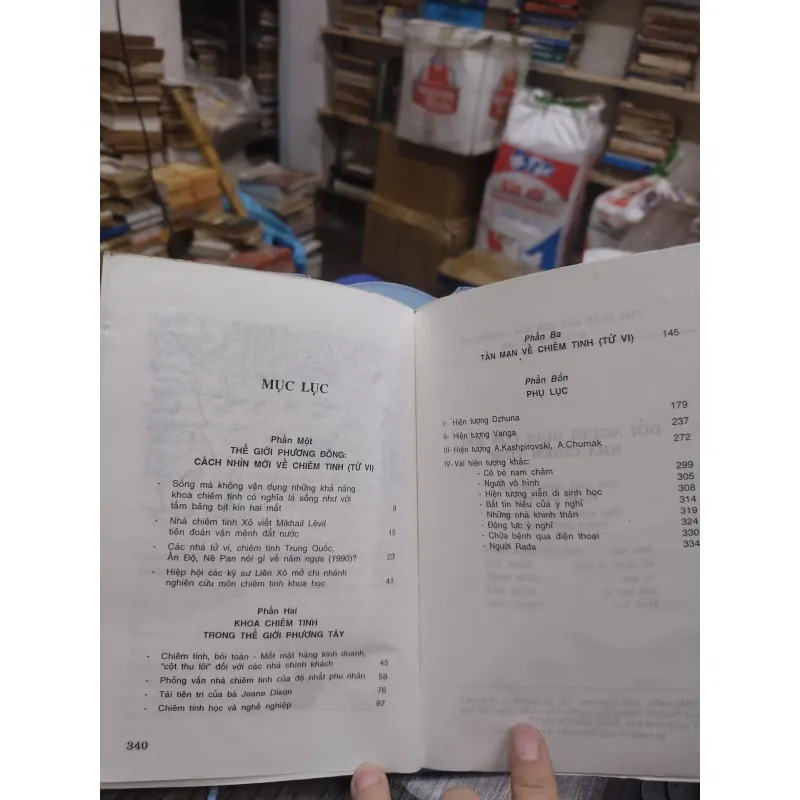 MỤC LỤC
Phần Một
THẾ GIỚI PHƯƠNG ĐÔNG:
CÁCH NHÌN MỚI VỀ CHIÊM TINH (TỬ VI)
- Sống mà không vận dụng những khả năng
khoa chiêm tinh có nghĩa là sống như với
tấm băng bịt kín hai mắt 9
- Nhà chiêm tinh Xô viết Mikhail Lêvil
tiên đoán vận mệnh đất nước 15
- Các nhà tử vi, chiêm tinh Trung Quốc,
Ấn Độ, Nê Pan nói gì về năm ngựa (1990)? 23
- Hiệp hội các kỹ sư Liên Xô mở chi nhánh
nghiên cứu môn chiêm tinh khoa học 41
Phần Hai
KHOA CHIÊM TINH
TRONG THẾ GIỚI PHƯƠNG TÂY
- Chiêm tinh, bói toán - Một mặt hàng kinh doanh,
"cột thu lôi" đối với các nhà chính khách 45
- Phỏng vấn nhà chiêm tinh của đệ nhất phu nhân 58
- Tài tiên tri của bà Jeane Dixon 76
- Chiêm tinh học và nghề nghiệp 97
340
Phần Ba
TẢN MẠN VỀ CHIÊM TINH (TỬ VI) 145
Phần Bốn
PHỤ LỤC
I- Hiện tượng Dzhuna 179
II- Hiện tượng Vanga 237
III- Hiện tượng A.Kashpirovski, A.Chumak 272
IV- Vài hiện tượng khác:
- Cô bé nam châm 299
- Người vô hình 305
- Hiện tượng viễn di sinh học 308
- Bất tín hiệu của ý nghĩ 314
- Những nhà khinh thân 319
- Động lực ý nghĩ 324
- Chữa bệnh qua điện thoại 330
- Người Rada 334